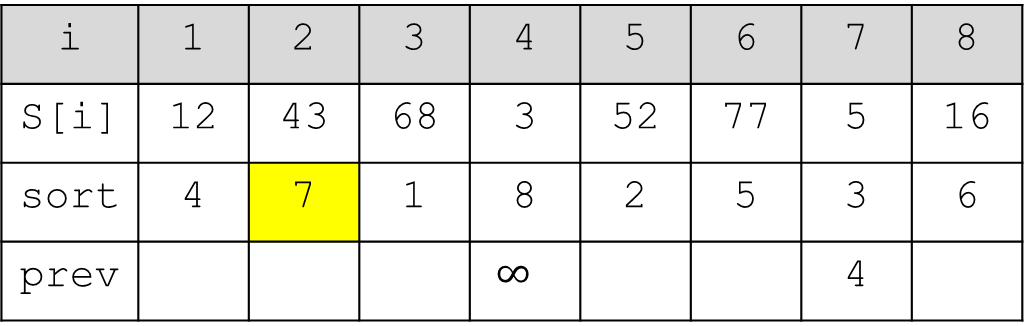 i 1 2 3 4 5 6 7 8
S[i] 12 43 68 3 52 77 5 16
sort 4 7 1 8 2 5 3 6
prev ∞ 4